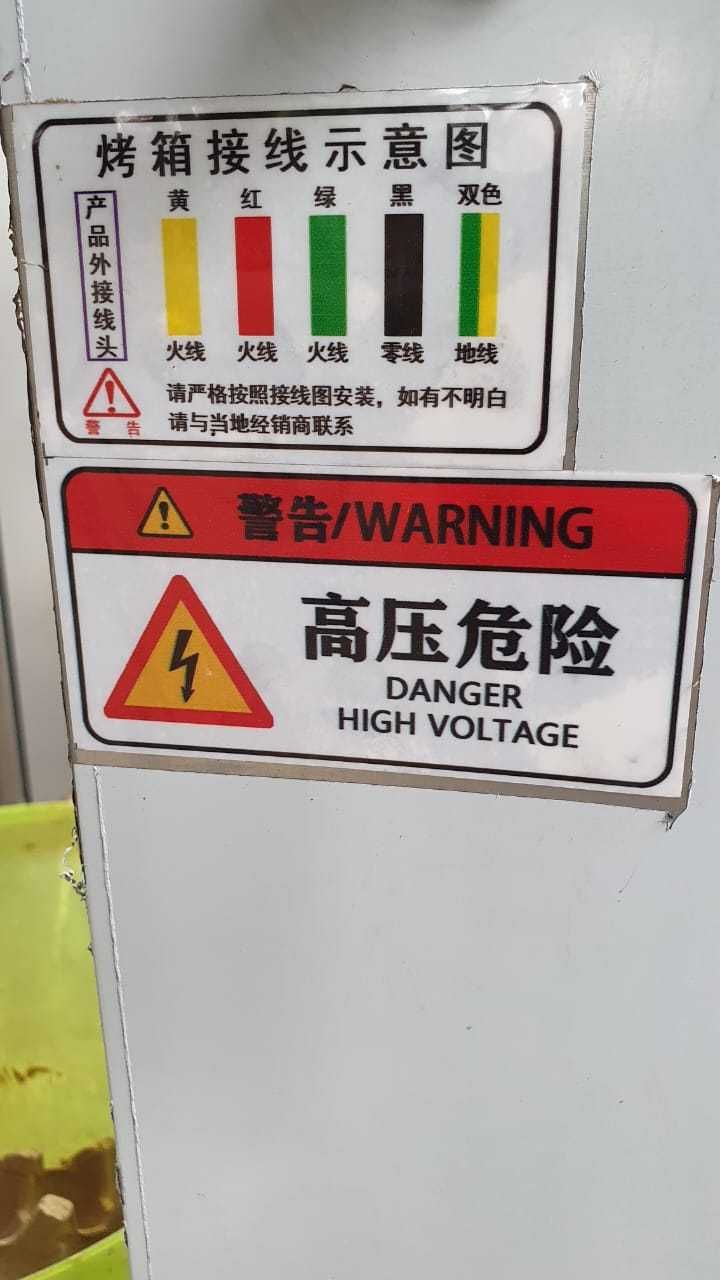 烤箱接线示意图
产品外接线头
黄 红 绿 黑 双色
火线 火线 火线 零线 地线
警告
请严格按照接线图安装，如有不明白
请与当地经销商联系
警告/WARNING
高压危险
DANGER
HIGH VOLTAGE